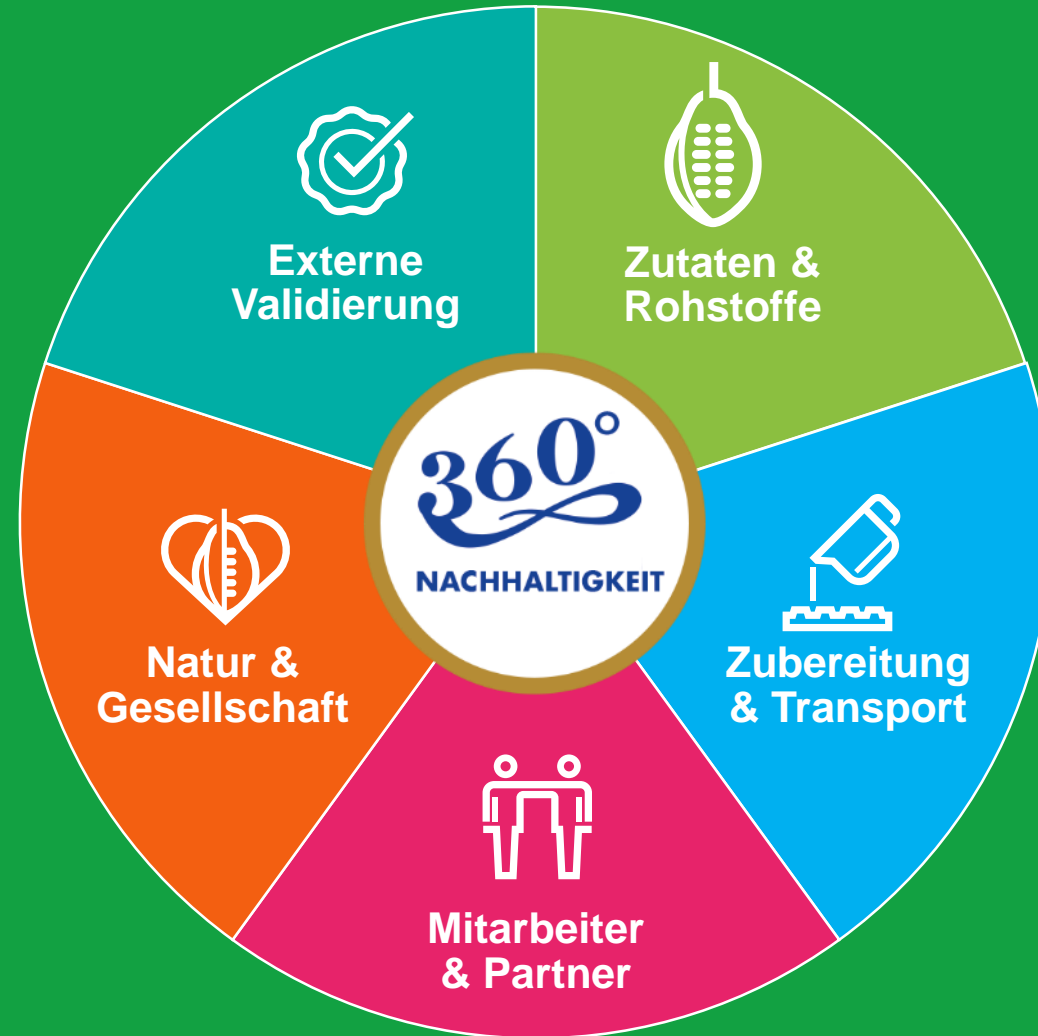 Externe
Validierung
Zutaten &
Rohstoffe
360°
NACHHALTIGKEIT
Natur &
Gesellschaft
Zubereitung
& Transport
Mitarbeiter
& Partner